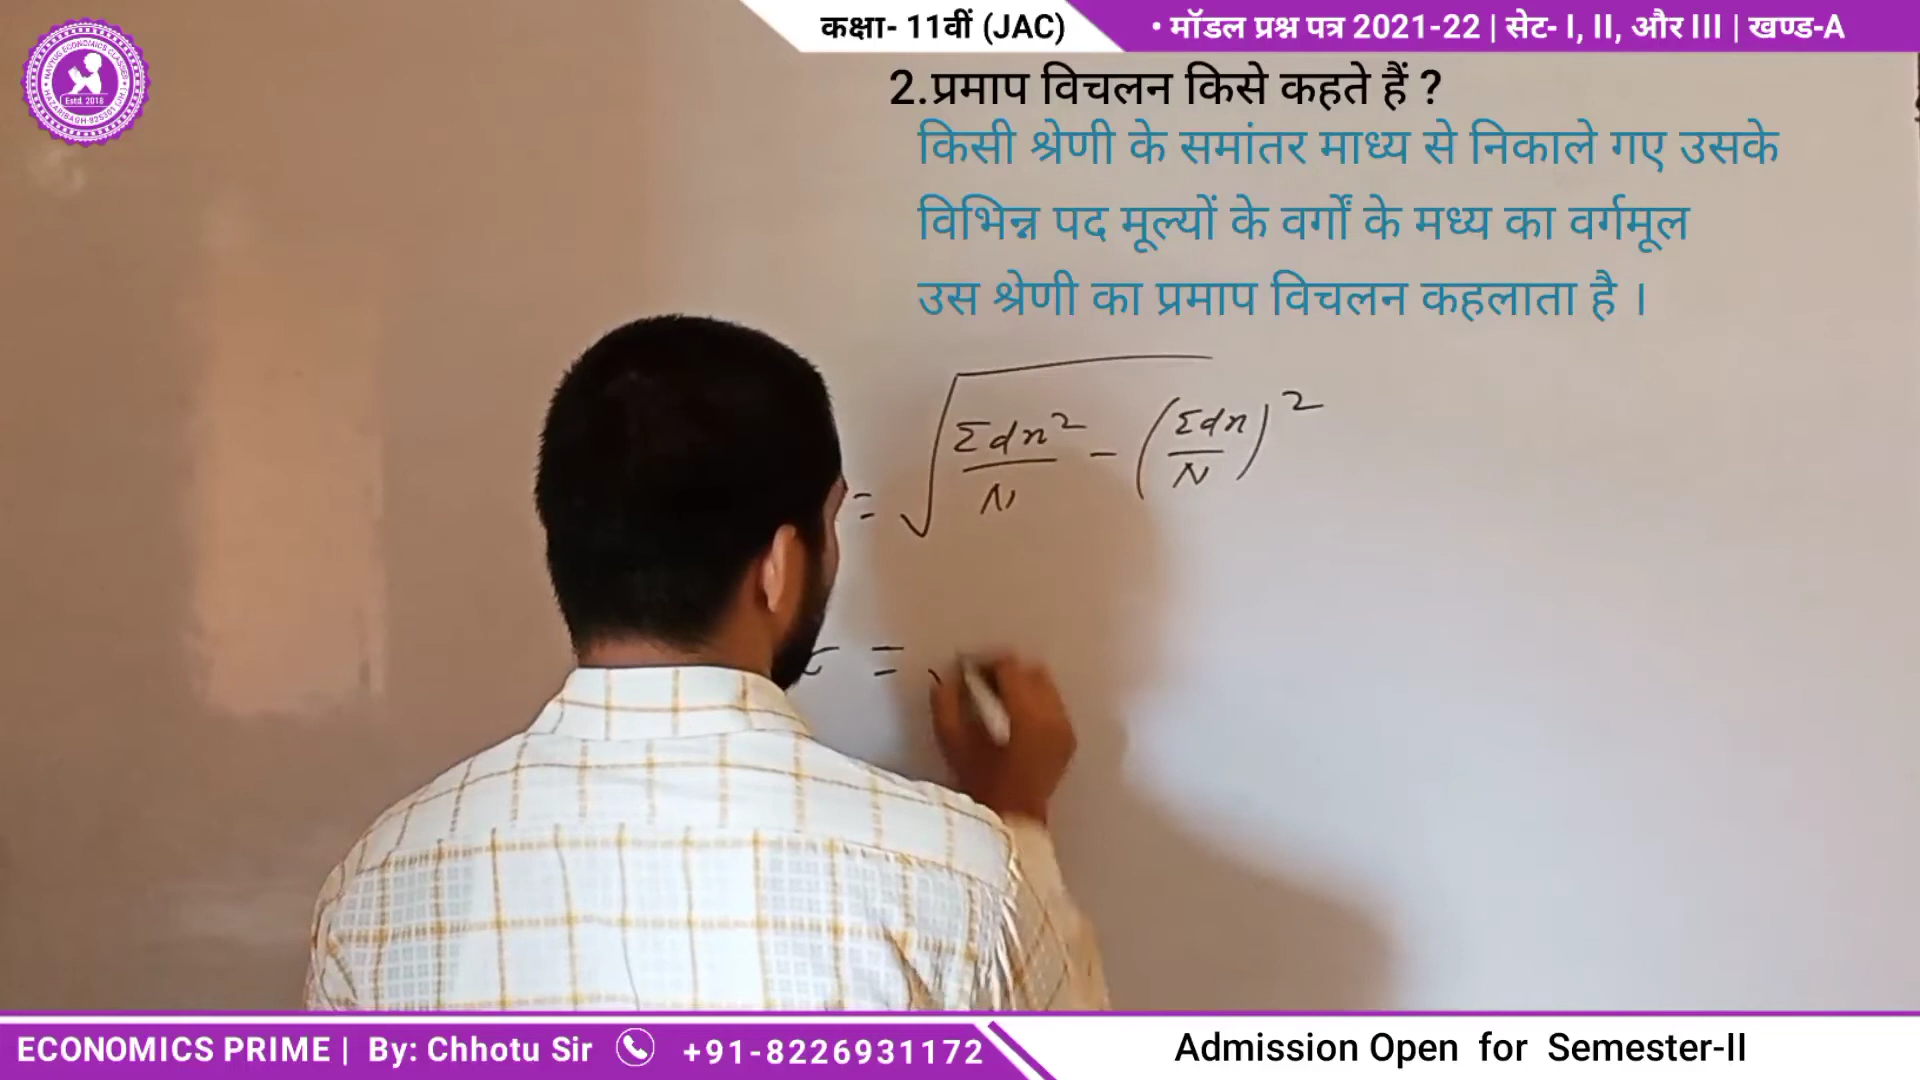 कक्षा- 11वीं (JAC)
• मॉडल प्रश्न पत्र 2021-22 | सेट- I, II, और III | खण्ड-A
Estd. 2018
2.प्रमाप विचलन किसे कहते हैं ?
किसी श्रेणी के समांतर माध्य से निकाले गए उसके
विभिन्न पद मूल्यों के वर्गों के मध्य का वर्गमूल
उस श्रेणी का प्रमाप विचलन कहलाता है ।
= √ Σdx²/N - (Σdx/N)²
=
ECONOMICS PRIME | By: Chhotu Sir +91-8226931172
Admission Open for Semester-II